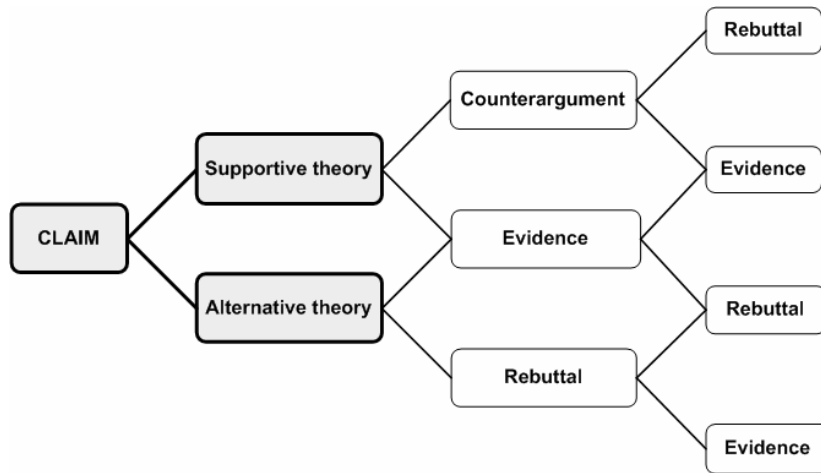 CLAIM
Supportive theory
Alternative theory
Counterargument
Evidence
Rebuttal
Rebuttal
Evidence
Rebuttal
Evidence